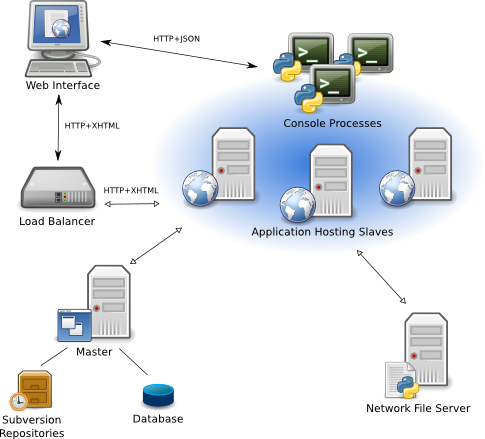 HTTP+JSON
>_
>_
>_
Web Interface
Console Processes
HTTP+XHTML
HTTP+XHTML
Load Balancer
Application Hosting Slaves
Master
Network File Server
Subversion
Repositories
Database